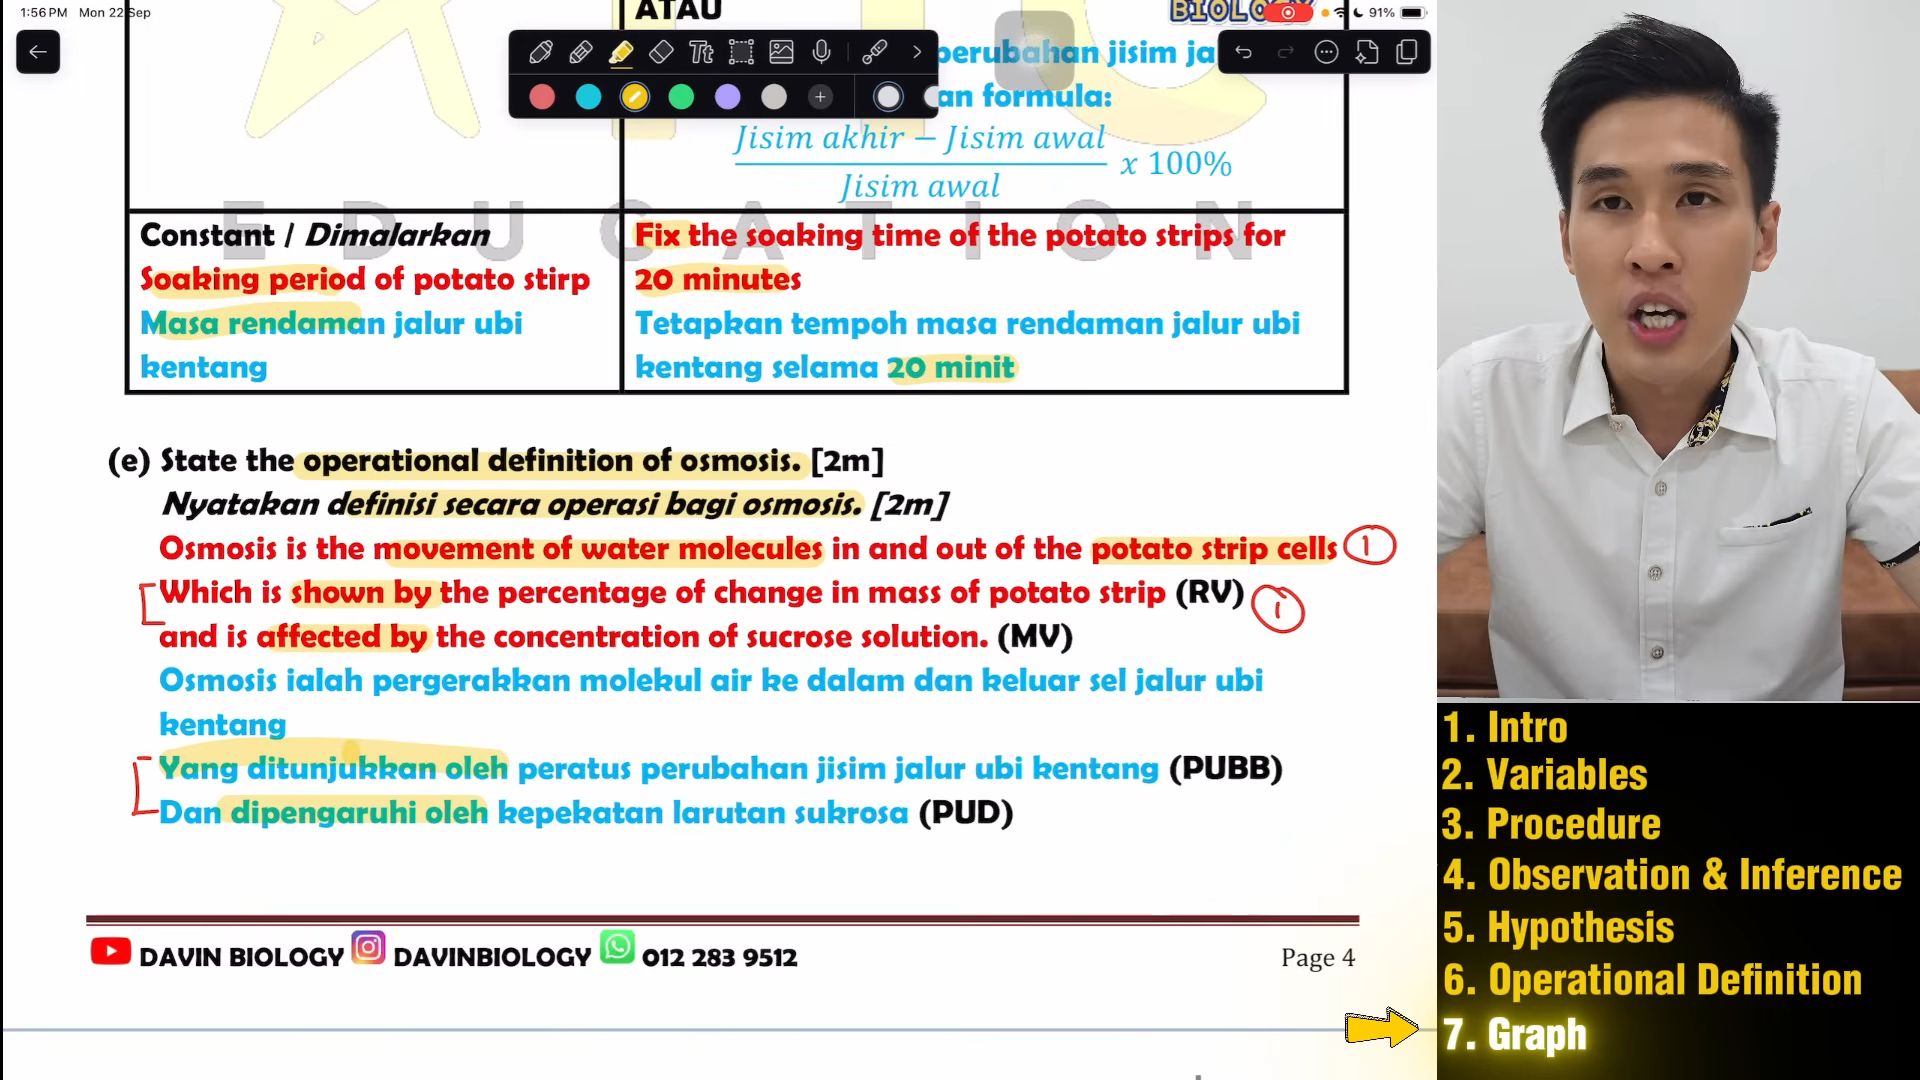 1:56 PM Mon 22 Sep
91%
ATAU
BIOLO
perubahan jisim ja
an formula:
Jisim akhir – Jisim awal
Jisim awal
x 100%
EDUCATION
Constant / Dimalarkan
Soaking period of potato stirp
Masa rendaman jalur ubi
kentang
Fix the soaking time of the potato strips for
20 minutes
Tetapkan tempoh masa rendaman jalur ubi
kentang selama 20 minit
(e) State the operational definition of osmosis. [2m]
Nyatakan definisi secara operasi bagi osmosis. [2m]
Osmosis is the movement of water molecules in and out of the potato strip cells 1
Which is shown by the percentage of change in mass of potato strip (RV) 1
and is affected by the concentration of sucrose solution. (MV)
Osmosis ialah pergerakkan molekul air ke dalam dan keluar sel jalur ubi
kentang
Yang ditunjukkan oleh peratus perubahan jisim jalur ubi kentang (PUBB)
Dan dipengaruhi oleh kepekatan larutan sukrosa (PUD)
DAVIN BIOLOGY DAVINBIOLOGY 012 283 9512
Page 4
1. Intro
2. Variables
3. Procedure
4. Observation & Inference
5. Hypothesis
6. Operational Definition
7. Graph